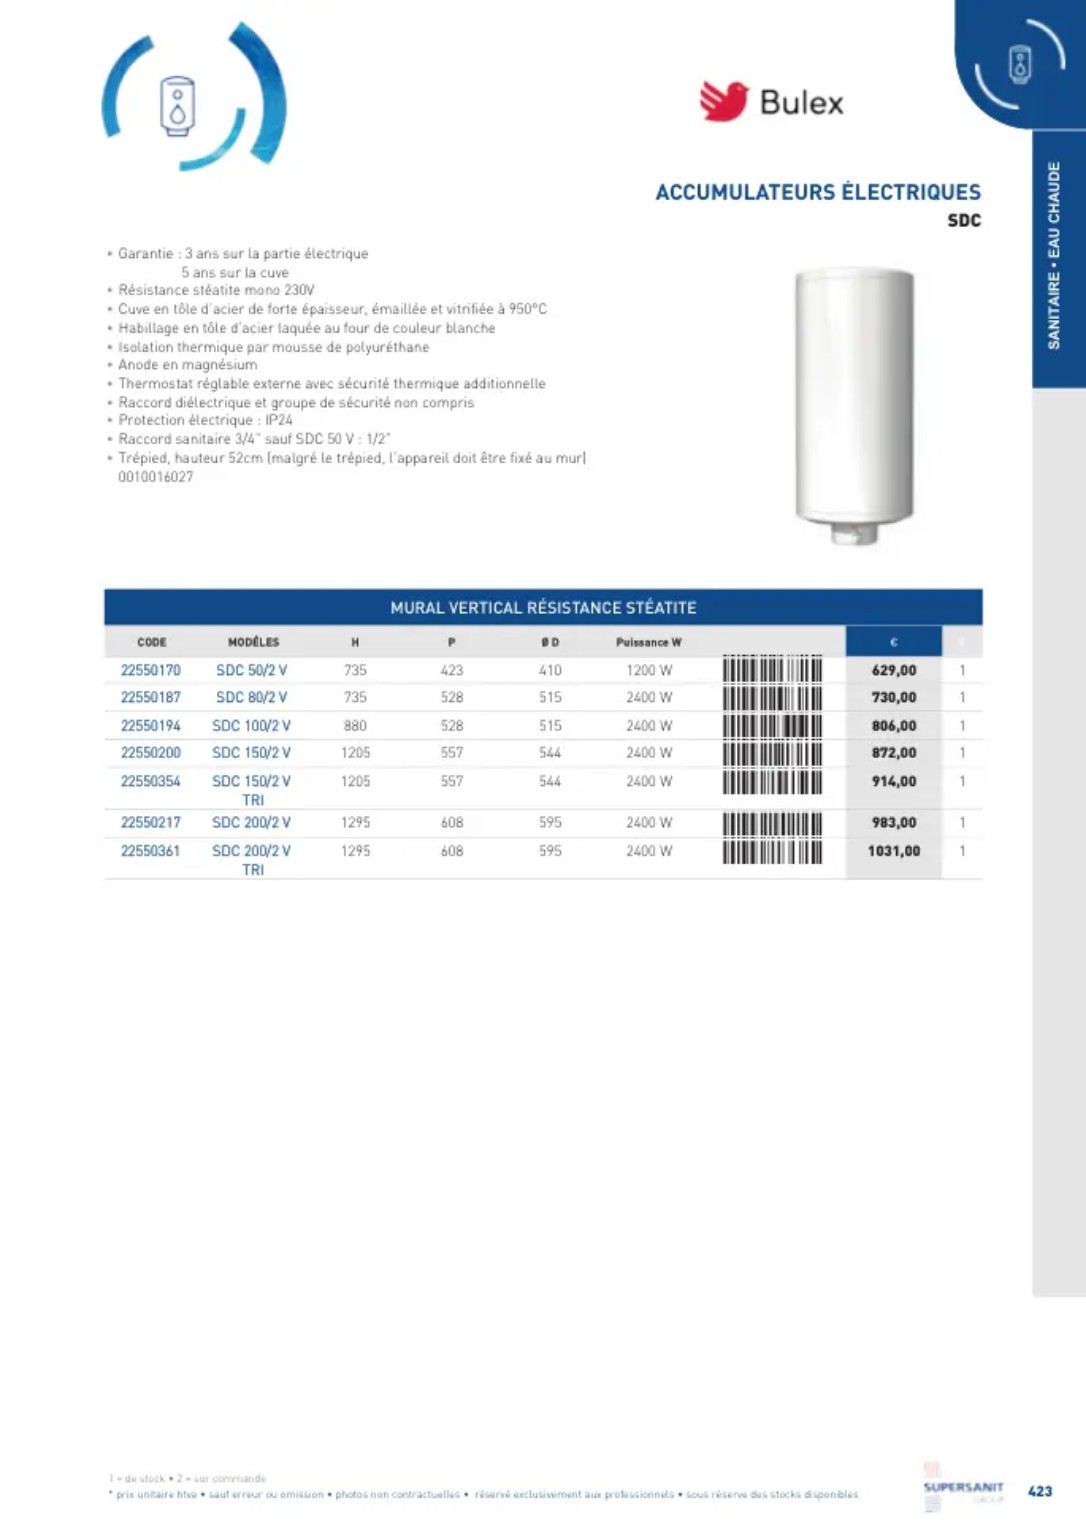 Bulex
ACCUMULATEURS ÉLECTRIQUES
SDC
SANITAIRE • EAU CHAUDE
• Garantie : 3 ans sur la partie électrique
5 ans sur la cuve
• Résistance stéatite mono 230V
• Cuve en tôle d'acier de forte épaisseur, émaillée et vitrifiée à 950°C
• Habillage en tôle d'acier laquée au four de couleur blanche
• Isolation thermique par mousse de polyuréthane
• Anode en magnésium
• Thermostat réglable externe avec sécurité thermique additionnelle
• Raccord diélectrique et groupe de sécurité non compris
• Protection électrique : IP24
• Raccord sanitaire 3/4" sauf SDC 50 V : 1/2"
• Trépied, hauteur 52cm (malgré le trépied, l'appareil doit être fixé au mur)
0010016027
MURAL VERTICAL RÉSISTANCE STÉATITE
CODE MODÈLES H P Ø D Puissance W €
22550170 SDC 50/2 V 735 423 410 1200 W 629,00 1
22550187 SDC 80/2 V 735 528 515 2400 W 730,00 1
22550194 SDC 100/2 V 880 528 515 2400 W 806,00 1
22550200 SDC 150/2 V 1205 557 544 2400 W 872,00 1
22550354 SDC 150/2 V 1205 557 544 2400 W 914,00 1
TRI
22550217 SDC 200/2 V 1295 608 595 2400 W 983,00 1
22550361 SDC 200/2 V 1295 608 595 2400 W 1031,00 1
TRI
1 = de stock • 2 = sur commande
* prix unitaire htva • sauf erreur ou omission • photos non contractuelles • réservé exclusivement aux professionnels • sous réserve des stocks disponibles
SUPERSANIT
GROUP
423